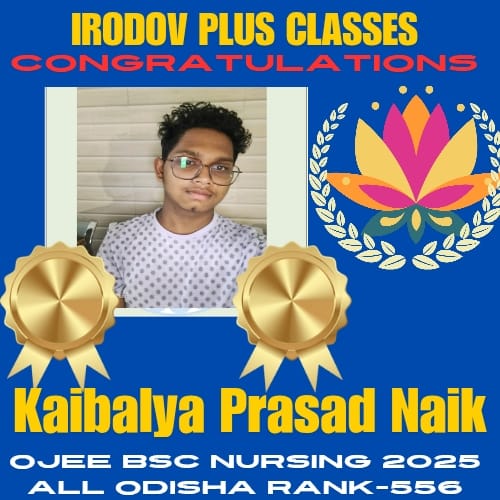 IRODOV PLUS CLASSES
CONGRATULATIONS
Kaibalya Prasad Naik
OJEE BSC NURSING 2025
ALL ODISHA RANK-556